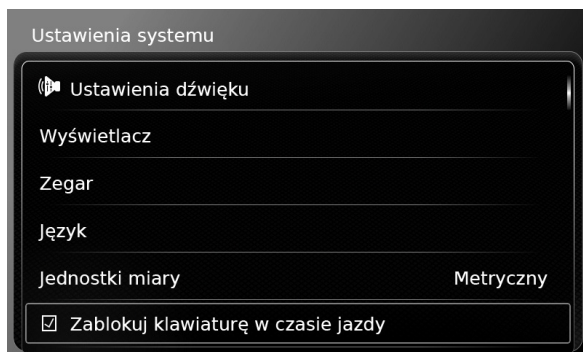 Ustawienia systemu
Ustawienia dźwięku
Wyświetlacz
Zegar
Język
Jednostki miary Metryczny
Zablokuj klawiaturę w czasie jazdy